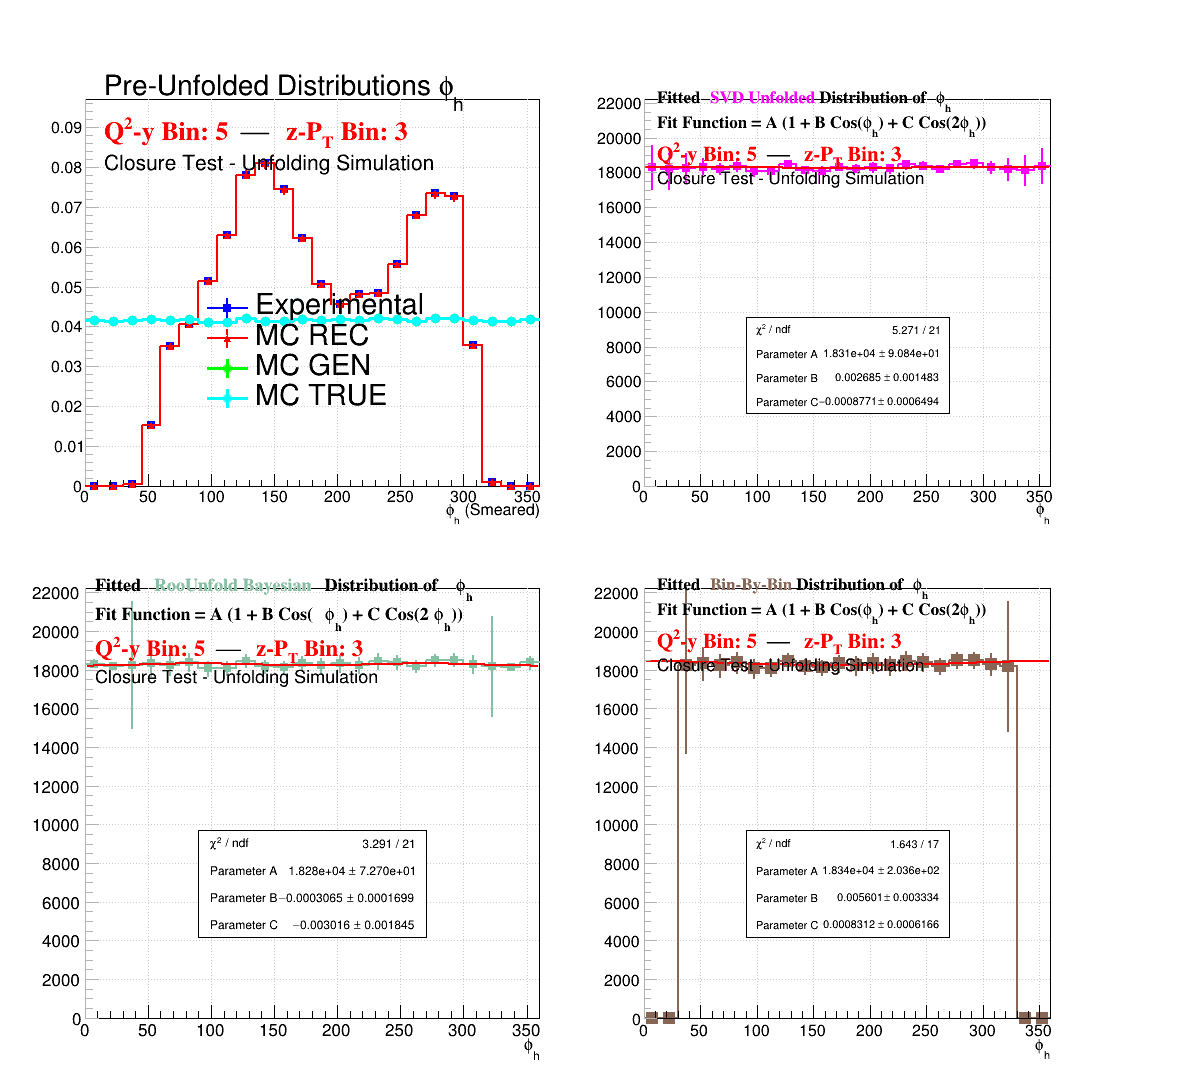 Pre-Unfolded Distributions ϕh
Q²-y Bin: 5 — z-PT Bin: 3
Closure Test - Unfolding Simulation
0.09
0.08
0.07
0.06
0.05
0.04
0.03
0.02
0.01
0
Experimental
MC REC
MC GEN
MC TRUE
0 50 100 150 200 250 300 350
ϕh (Smeared)
Fitted SVD Unfolded Distribution of ϕh
Fit Function = A (1 + B Cos(ϕh) + C Cos(2ϕh))
Q²-y Bin: 5 — z-PT Bin: 3
Closure Test - Unfolding Simulation
22000
20000
18000
16000
14000
12000
10000
8000
6000
4000
2000
0
χ² / ndf 5.271 / 21
Parameter A 1.831e+04 ± 9.084e+01
Parameter B 0.002685 ± 0.001483
Parameter C −0.0008771 ± 0.0006494
0 50 100 150 200 250 300 350
ϕh
Fitted RooUnfold Bayesian Distribution of ϕh
Fit Function = A (1 + B Cos( ϕh) + C Cos(2 ϕh))
Q²-y Bin: 5 — z-PT Bin: 3
Closure Test - Unfolding Simulation
22000
20000
18000
16000
14000
12000
10000
8000
6000
4000
2000
0
χ² / ndf 3.291 / 21
Parameter A 1.828e+04 ± 7.270e+01
Parameter B −0.0003065 ± 0.0001699
Parameter C −0.003016 ± 0.001845
0 50 100 150 200 250 300 350
ϕh
Fitted Bin-By-Bin Distribution of ϕh
Fit Function = A (1 + B Cos(ϕh) + C Cos(2ϕh))
Q²-y Bin: 5 — z-PT Bin: 3
Closure Test - Unfolding Simulation
22000
20000
18000
16000
14000
12000
10000
8000
6000
4000
2000
0
χ² / ndf 1.643 / 17
Parameter A 1.834e+04 ± 2.036e+02
Parameter B 0.005601 ± 0.003334
Parameter C 0.0008312 ± 0.0006166
0 50 100 150 200 250 300 350
ϕh